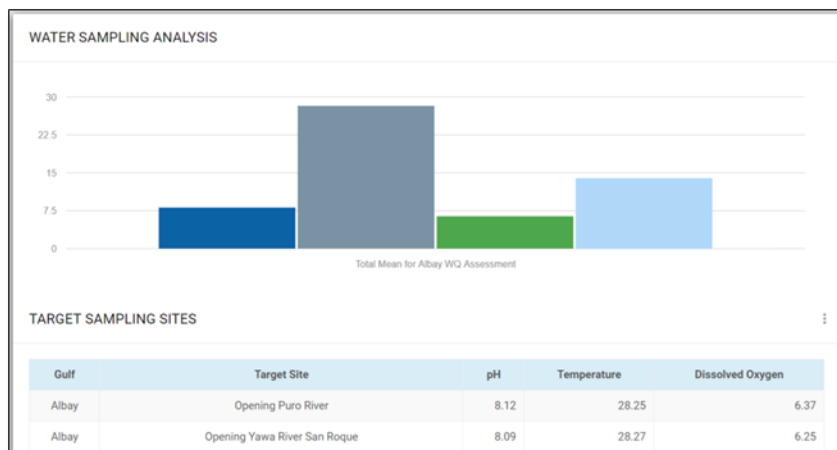 WATER SAMPLING ANALYSIS
30
22.5
15
7.5
0
Total Mean for Albay WQ Assessment
TARGET SAMPLING SITES
Gulf Target Site pH Temperature Dissolved Oxygen
Albay Opening Puro River 8.12 28.25 6.37
Albay Opening Yawa River San Roque 8.09 28.27 6.25